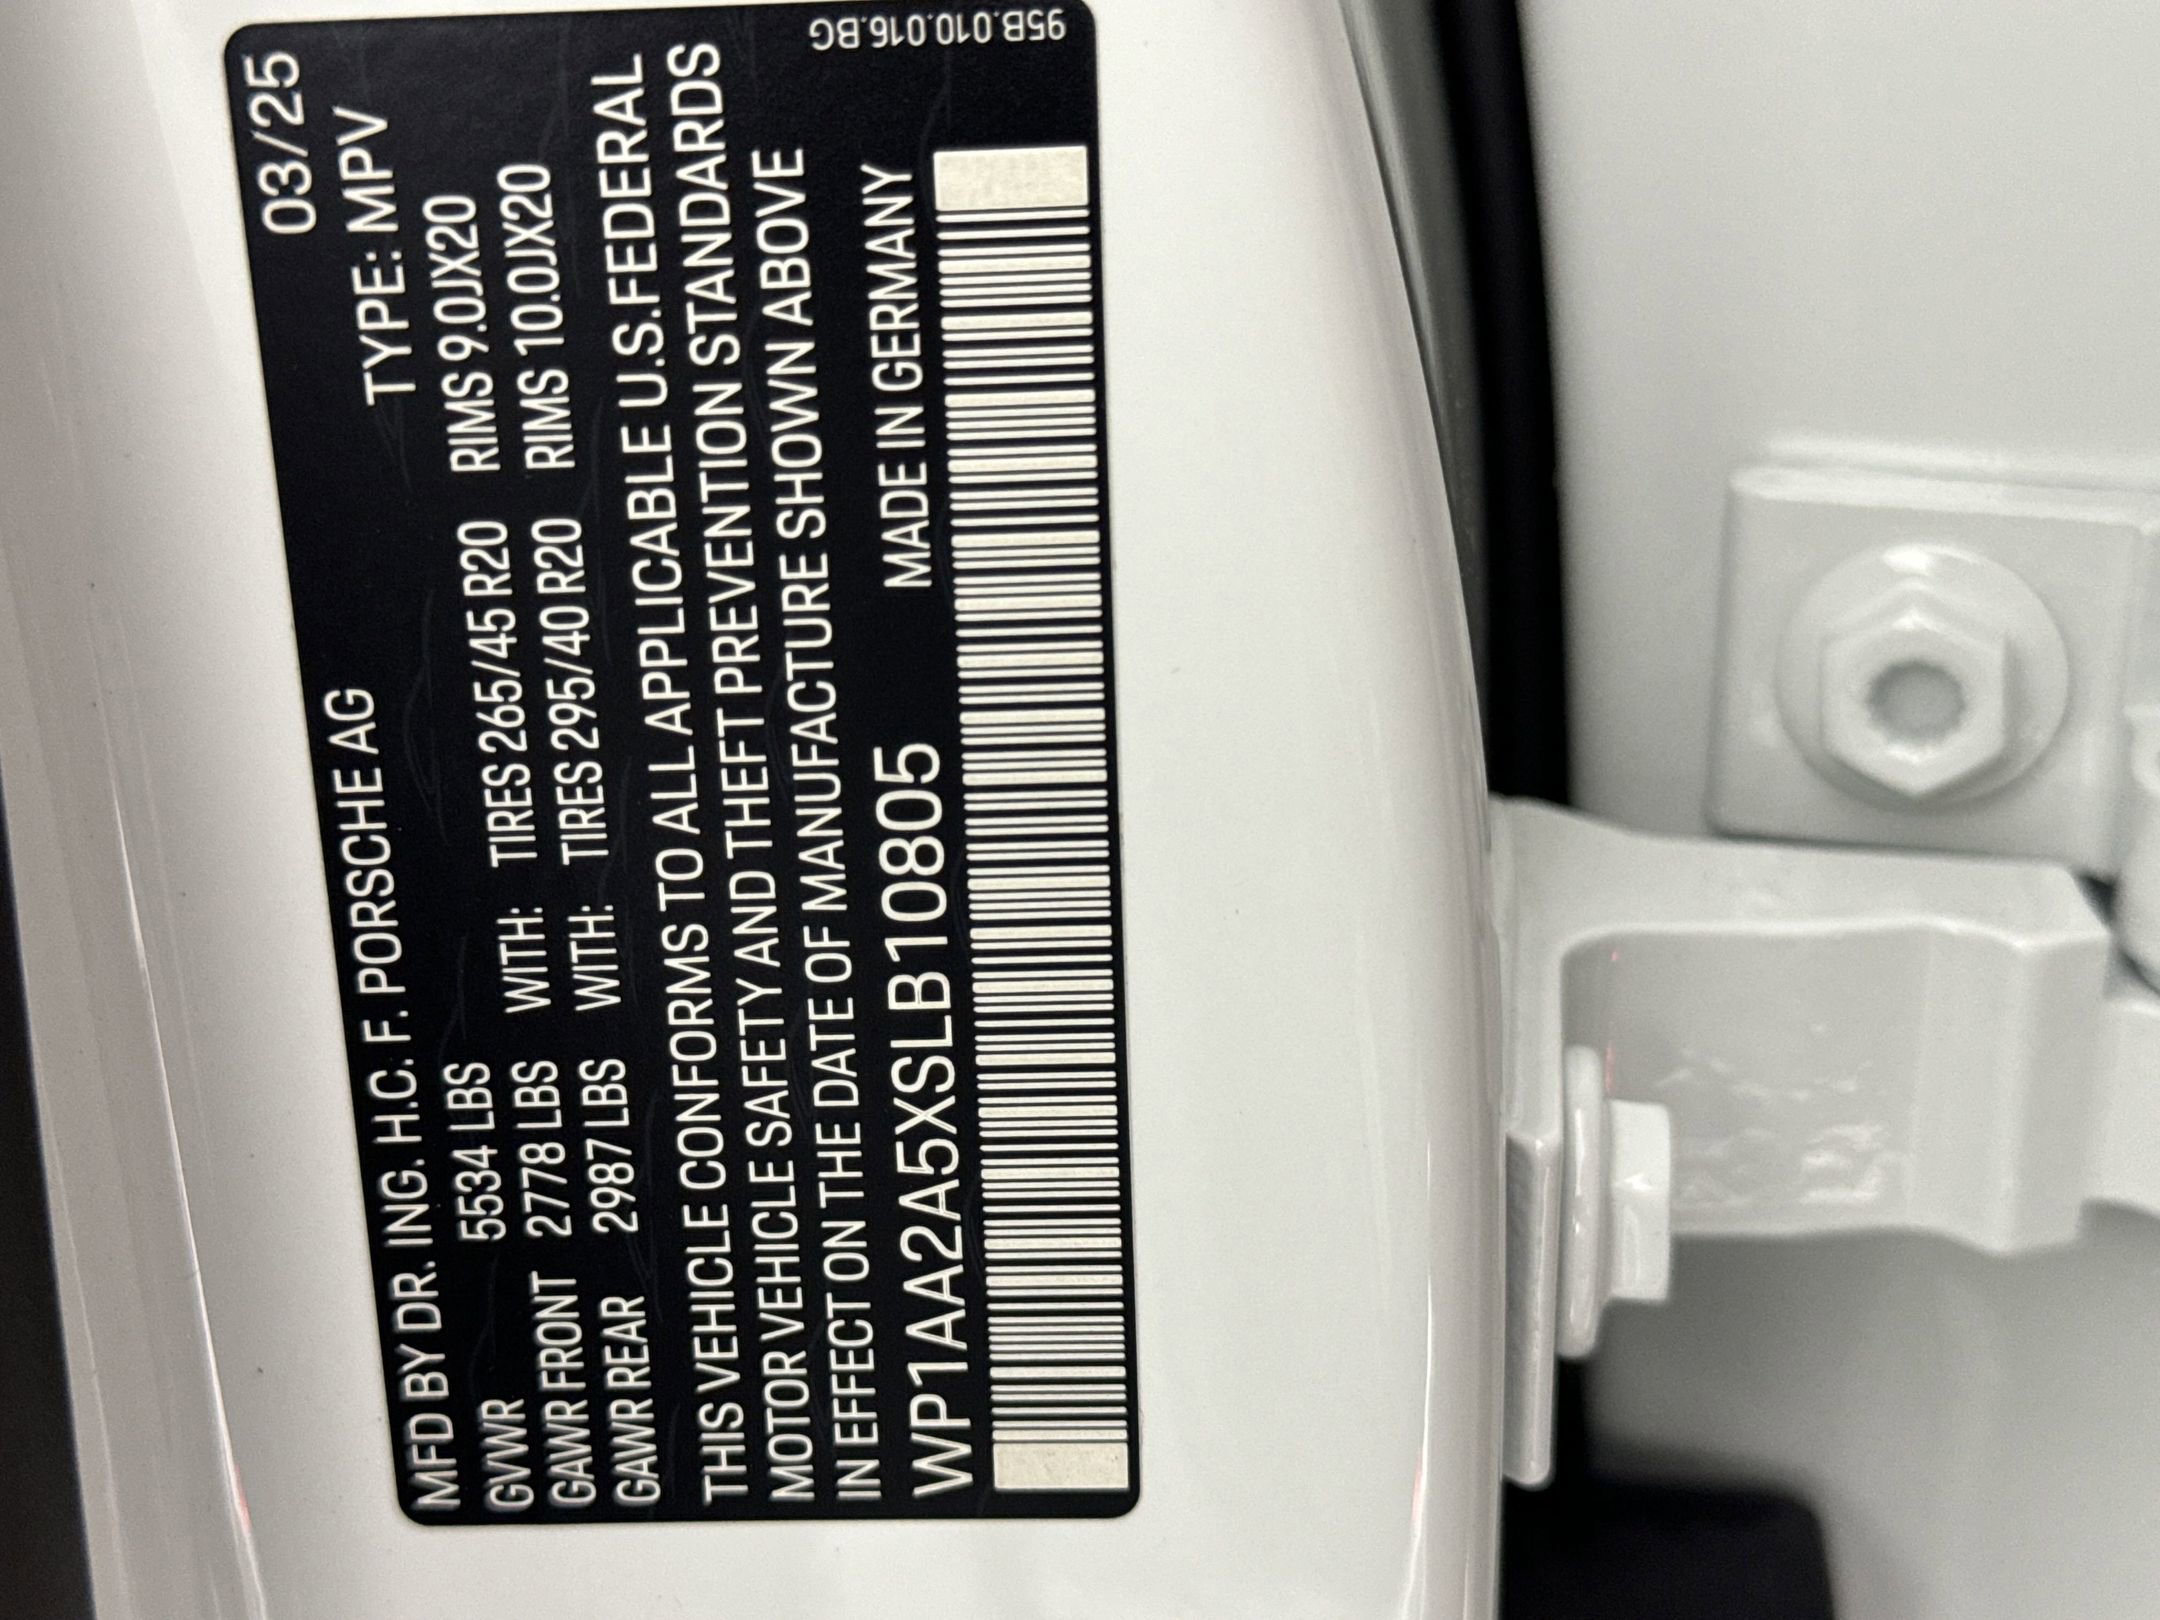 MFD BY DR. ING. H.C. F. PORSCHE AG 03/25
GVWR 5534 LBS TYPE: MPV
GAWR FRONT 2778 LBS WITH: TIRES 265/45 R20 RIMS 9.0JX20
GAWR REAR 2987 LBS WITH: TIRES 295/40 R20 RIMS 10.0JX20
THIS VEHICLE CONFORMS TO ALL APPLICABLE U.S.FEDERAL
MOTOR VEHICLE SAFETY AND THEFT PREVENTION STANDARDS
IN EFFECT ON THE DATE OF MANUFACTURE SHOWN ABOVE
WP1AA2A5XSLB10805 MADE IN GERMANY
95B.010.016.BG